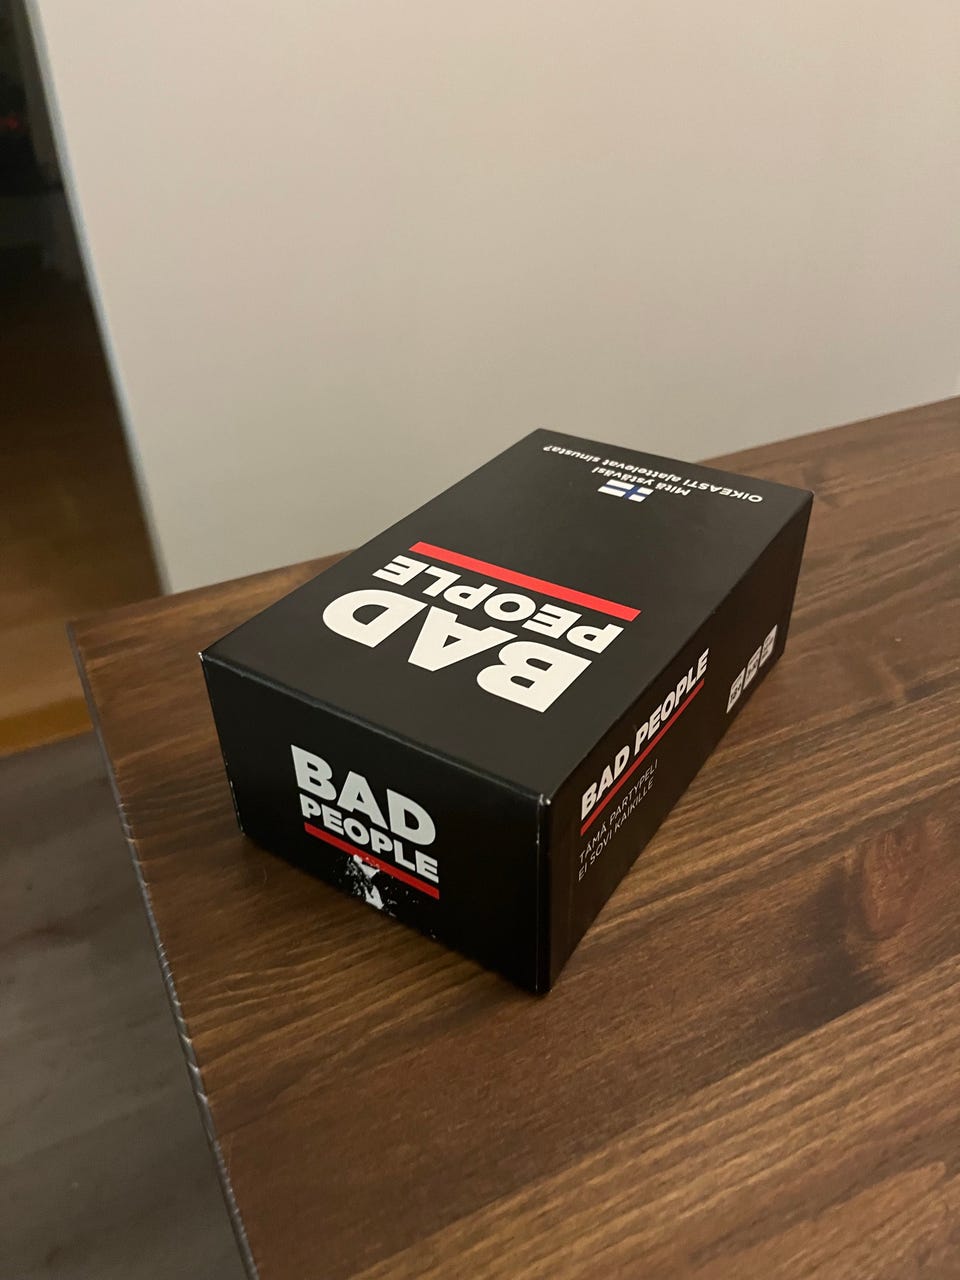 BAD
PEOPLE
Mitä ystäväsi
OIKEASTI ajattelevat sinusta?
BAD
PEOPLE
BAD PEOPLE
TÄMÄ PARTYPELI
EI SOVI KAIKILLE